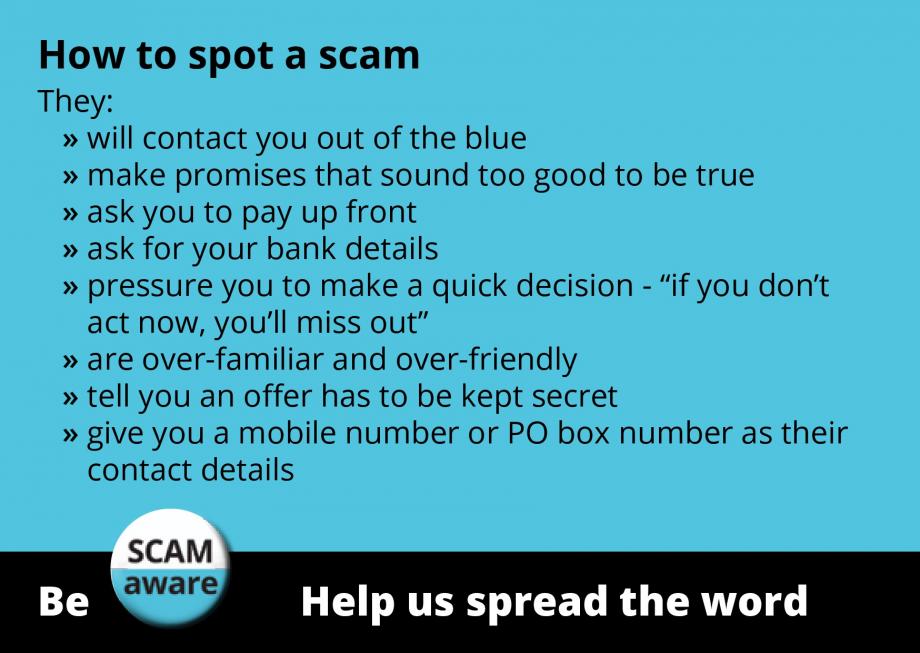 How to spot a scam
They:
» will contact you out of the blue
» make promises that sound too good to be true
» ask you to pay up front
» ask for your bank details
» pressure you to make a quick decision - “if you don’t
act now, you’ll miss out”
» are over-familiar and over-friendly
» tell you an offer has to be kept secret
» give you a mobile number or PO box number as their
contact details
Be SCAM
aware
Help us spread the word